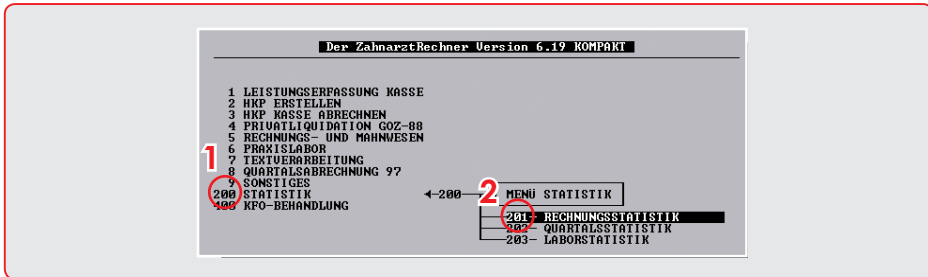 Der ZahnarztRechner Version 6.19 KOMPAKT
1 LEISTUNGSERFASSUNG KASSE
2 HKP ERSTELLEN
3 HKP KASSE ABRECHNEN
4 PRIVATLIQUIDATION GOZ-88
5 RECHNUNGS- UND MAHNWESEN
6 PRAXISLABOR
1
7 TEXTVERARBEITUNG
8 QUARTALSABRECHNUNG 97
9 SONSTIGES
200 STATISTIK
400 KFO-BEHANDLUNG
200
2
MENÜ STATISTIK
201- RECHNUNGSSTATISTIK
202- QUARTALSSTATISTIK
203- LABORSTATISTIK